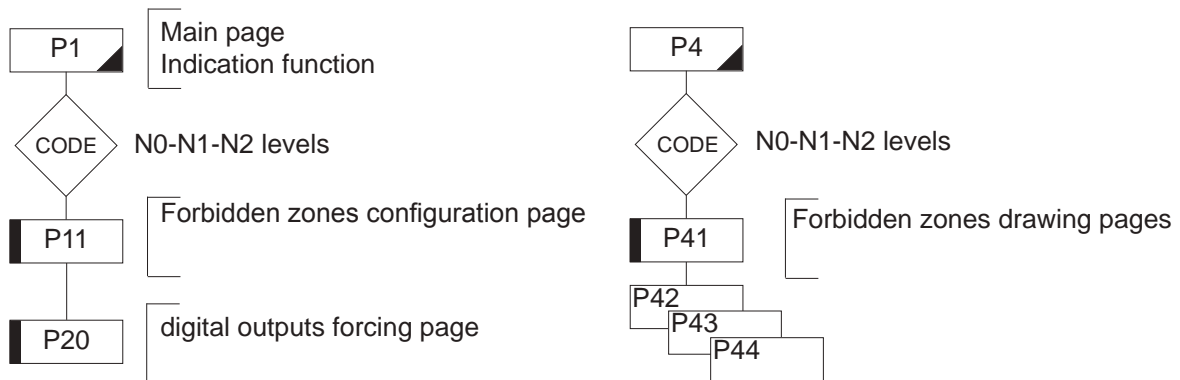 P1
Main page
Indication function
CODE
N0-N1-N2 levels
P11
Forbidden zones configuration page
P20
digital outputs forcing page
P4
CODE
N0-N1-N2 levels
P41
Forbidden zones drawing pages
P42
P43
P44